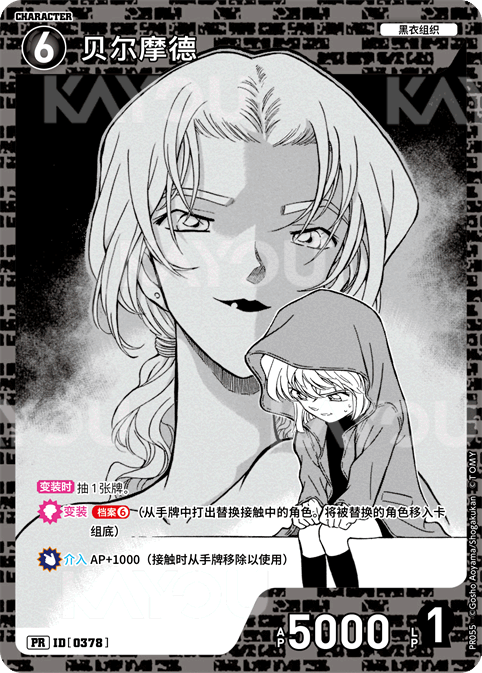 CHARACTER
6 贝尔摩德
黑衣组织
KAYOU
KAYOU
KAYOU
变装时 抽1张牌。
变装 档案6 (从手牌中打出替换接触中的角色。将被替换的角色移入卡
组底)
介入 AP+1000(接触时从手牌移除以使用)
PR ID[0378]
AP 5000 LP 1
PR055 ©Gosho Aoyama/Shogakukan ©TOMY